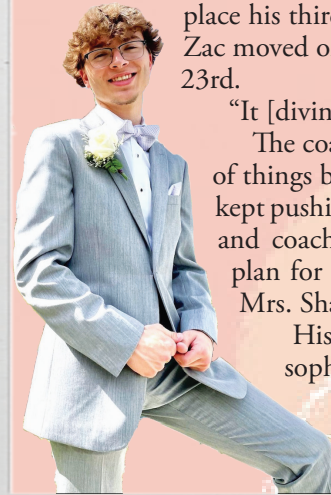 place his thir
Zac moved o
23rd.
“It [divin
The coa
of things b
kept pushi
and coach
plan for
Mrs. Sha
His
soph